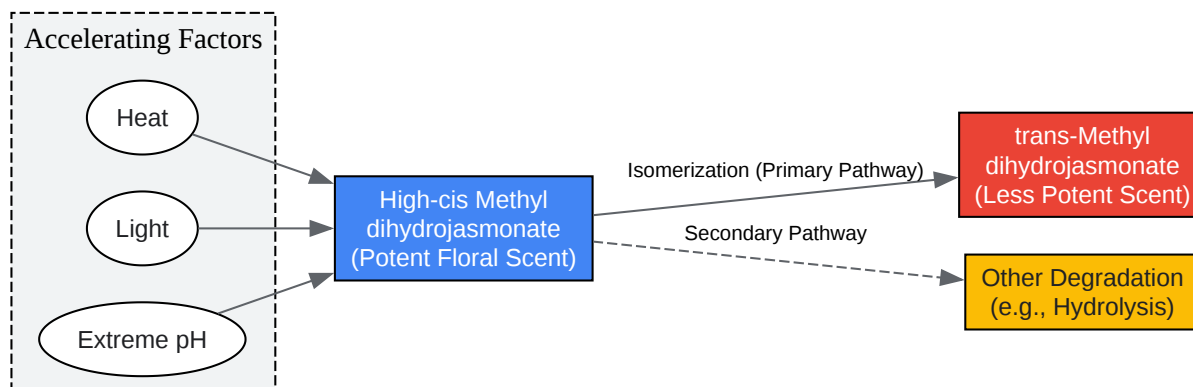 Accelerating Factors
Heat
Light
Extreme pH
High-cis Methyl
dihydrojasmonate
(Potent Floral Scent)
Isomerization (Primary Pathway)
Secondary Pathway
trans-Methyl
dihydrojasmonate
(Less Potent Scent)
Other Degradation
(e.g., Hydrolysis)